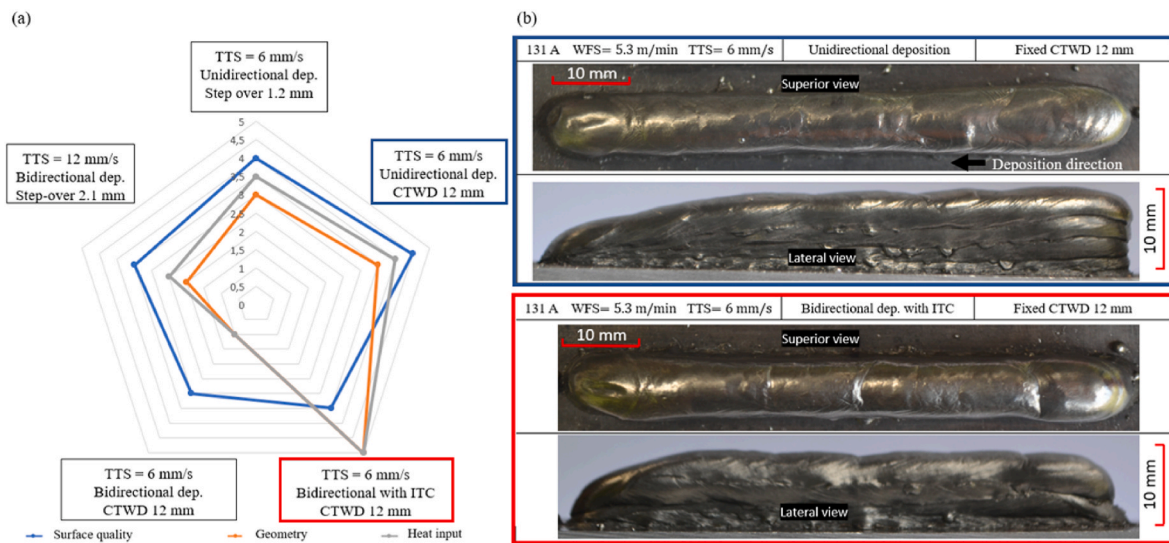 (a)
TTS = 6 mm/s
Unidirectional dep.
Step over 1.2 mm
TTS = 12 mm/s
Bidirectional dep.
Step-over 2.1 mm
TTS = 6 mm/s
Unidirectional dep.
CTWD 12 mm
5
4,5
4
3,5
3
2,5
2
1,5
1
0,5
0
TTS = 6 mm/s
Bidirectional dep.
CTWD 12 mm
TTS = 6 mm/s
Bidirectional with ITC
CTWD 12 mm
Surface quality
Geometry
Heat input
(b)
131 A WFS= 5.3 m/min TTS= 6 mm/s Unidirectional deposition Fixed CTWD 12 mm
10 mm
Superior view
Deposition direction
Lateral view
10 mm
131 A WFS= 5.3 m/min TTS= 6 mm/s Bidirectional dep. with ITC Fixed CTWD 12 mm
10 mm
Superior view
Lateral view
10 mm